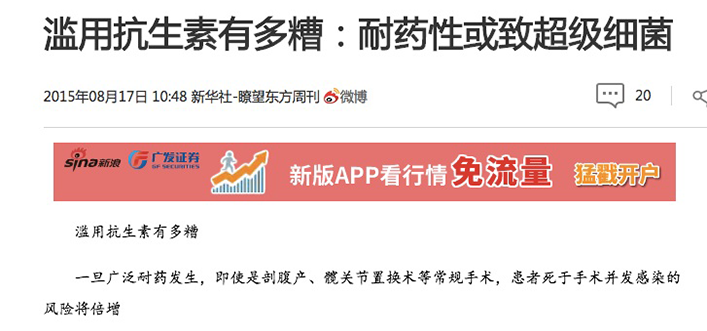 滥用抗生素有多糟：耐药性或致超级细菌
2015年08月17日 10:48 新华社-瞭望东方周刊 微博
20
sina新浪 广发证券 GF SECURITIES 新版APP看行情 免流量 猛戳开户
滥用抗生素有多糟
一旦广泛耐药发生，即使是剖腹产、髋关节置换术等常规手术，患者死于手术并发感染的
风险将倍增